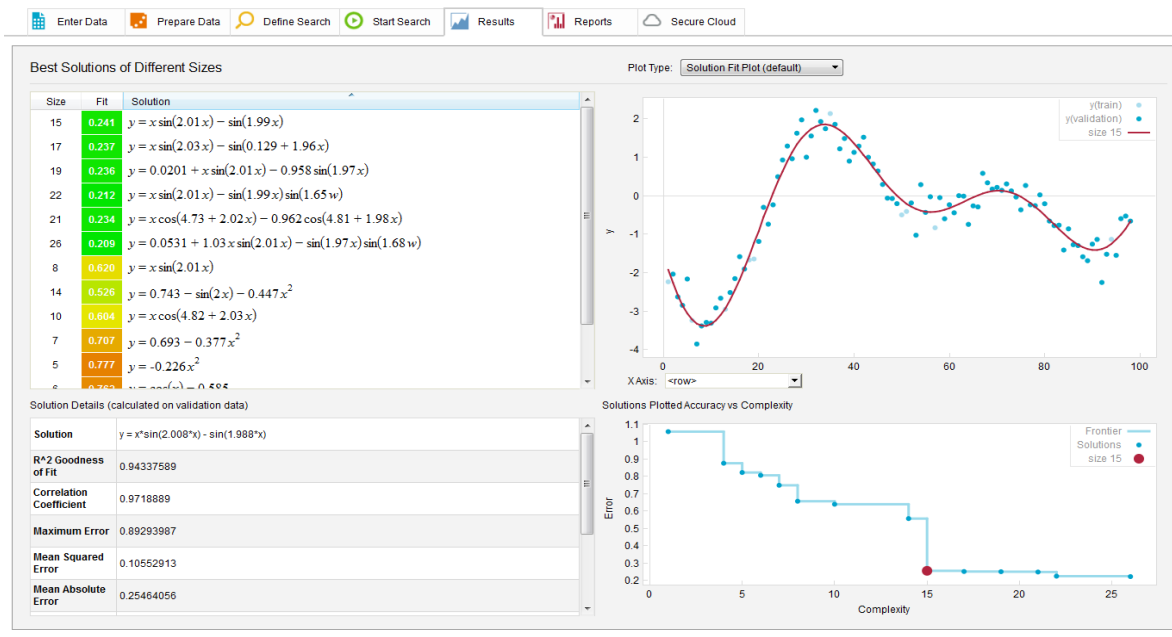 Enter Data Prepare Data Define Search Start Search Results Reports Secure Cloud
Best Solutions of Different Sizes
Plot Type: Solution Fit Plot (default)
Size Fit Solution
15 0.241 y = x sin(2.01x) − sin(1.99x)
17 0.237 y = x sin(2.03x) − sin(0.129 + 1.96x)
19 0.236 y = 0.0201 + x sin(2.01x) − 0.958 sin(1.97x)
22 0.212 y = x sin(2.01x) − sin(1.99x) sin(1.65 w)
21 0.234 y = x cos(4.73 + 2.02x) − 0.962 cos(4.81 + 1.98x)
26 0.209 y = 0.0531 + 1.03 x sin(2.01x) − sin(1.97x) sin(1.68 w)
8 0.620 y = x sin(2.01x)
14 0.526 y = 0.743 − sin(2x) − 0.447x²
10 0.604 y = x cos(4.82 + 2.03x)
7 0.707 y = 0.693 − 0.377x²
5 0.777 y = -0.226x²
6 0.762 y = cos(x) − 0.585
y(train)
y(validation)
size 15
2
1
0
-1
-2
-3
-4
y
0 20 40 60 80 100
X Axis: <row>
Solution Details (calculated on validation data)
Solution y = x*sin(2.008*x) - sin(1.988*x)
R^2 Goodness
of Fit 0.94337589
Correlation
Coefficient 0.9718889
Maximum Error 0.89293987
Mean Squared
Error 0.10552913
Mean Absolute
Error 0.25464056
Solutions Plotted Accuracy vs Complexity
Frontier
Solutions
size 15
1.1
1
0.9
0.8
0.7
0.6
0.5
0.4
0.3
0.2
Error
0 5 10 15 20 25
Complexity